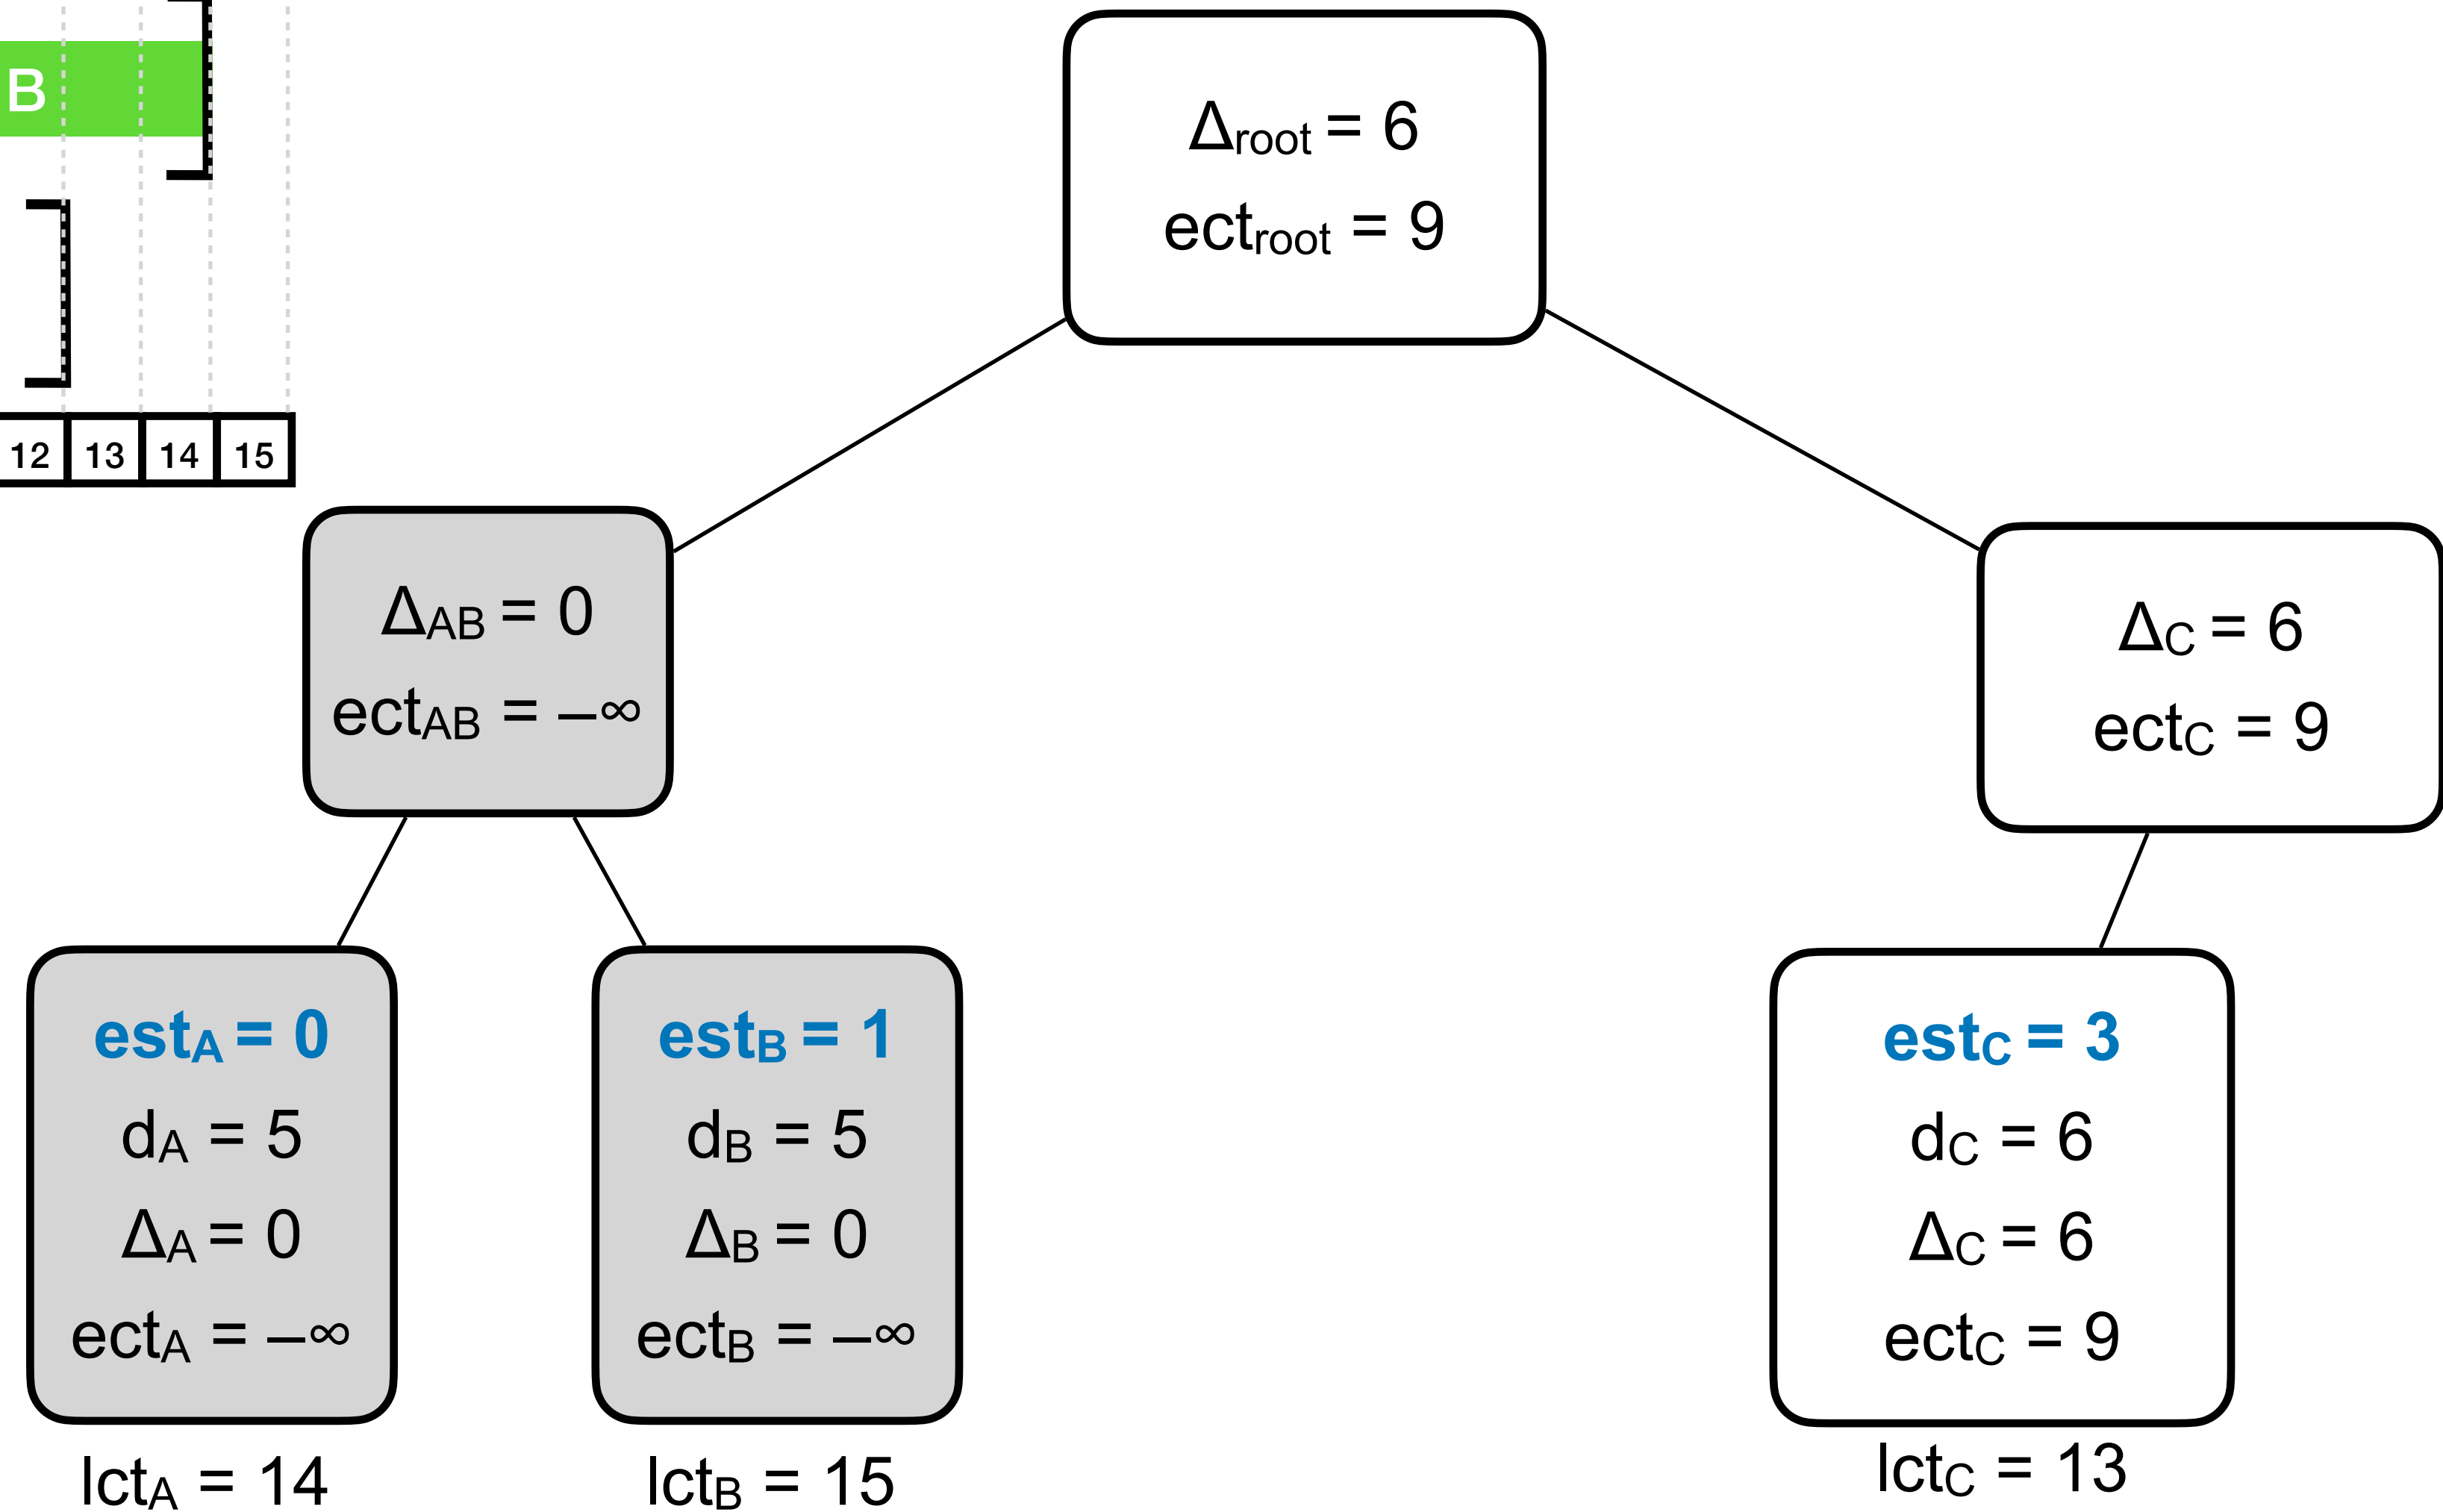 B
12 13 14 15
Δroot = 6
ectroot = 9
ΔAB = 0
ectAB = –∞
ΔC = 6
ectC = 9
estA = 0
dA = 5
ΔA = 0
ectA = –∞
lctA = 14
estB = 1
dB = 5
ΔB = 0
ectB = –∞
lctB = 15
estC = 3
dC = 6
ΔC = 6
ectC = 9
lctC = 13